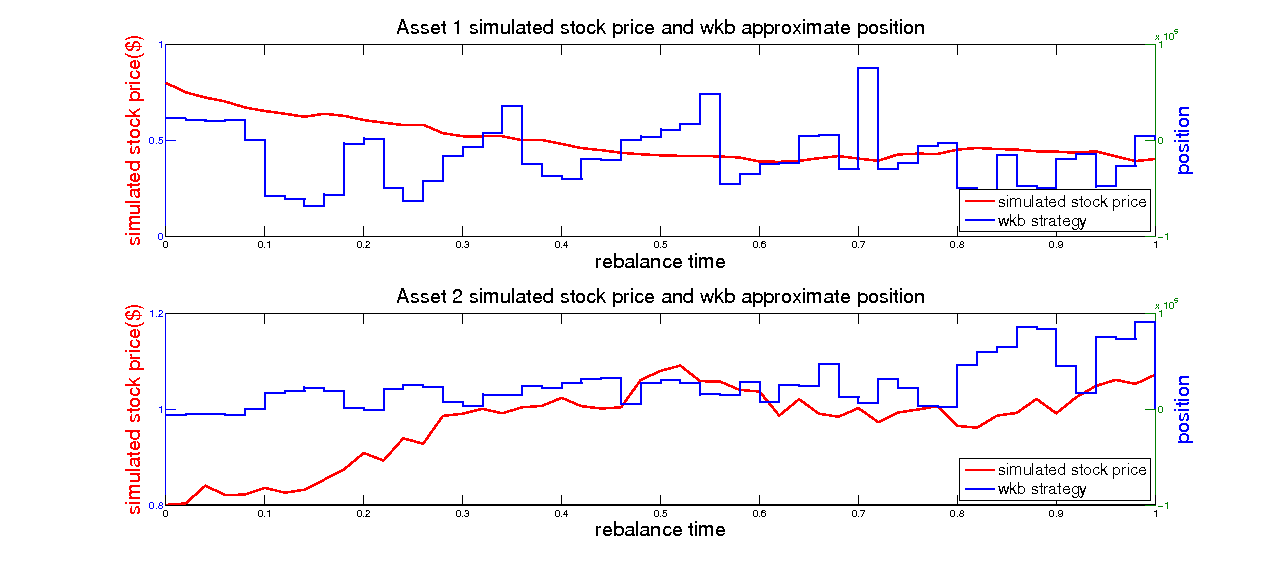 Asset 1 simulated stock price and wkb approximate position
x 10^5
1
1
simulated stock price($)
0.5
0
position
simulated stock price
wkb strategy
0
-1
0 0.1 0.2 0.3 0.4 0.5 0.6 0.7 0.8 0.9 1
rebalance time
Asset 2 simulated stock price and wkb approximate position
x 10^5
1.2
1
simulated stock price($)
1
0
position
simulated stock price
wkb strategy
0.8
-1
0 0.1 0.2 0.3 0.4 0.5 0.6 0.7 0.8 0.9 1
rebalance time